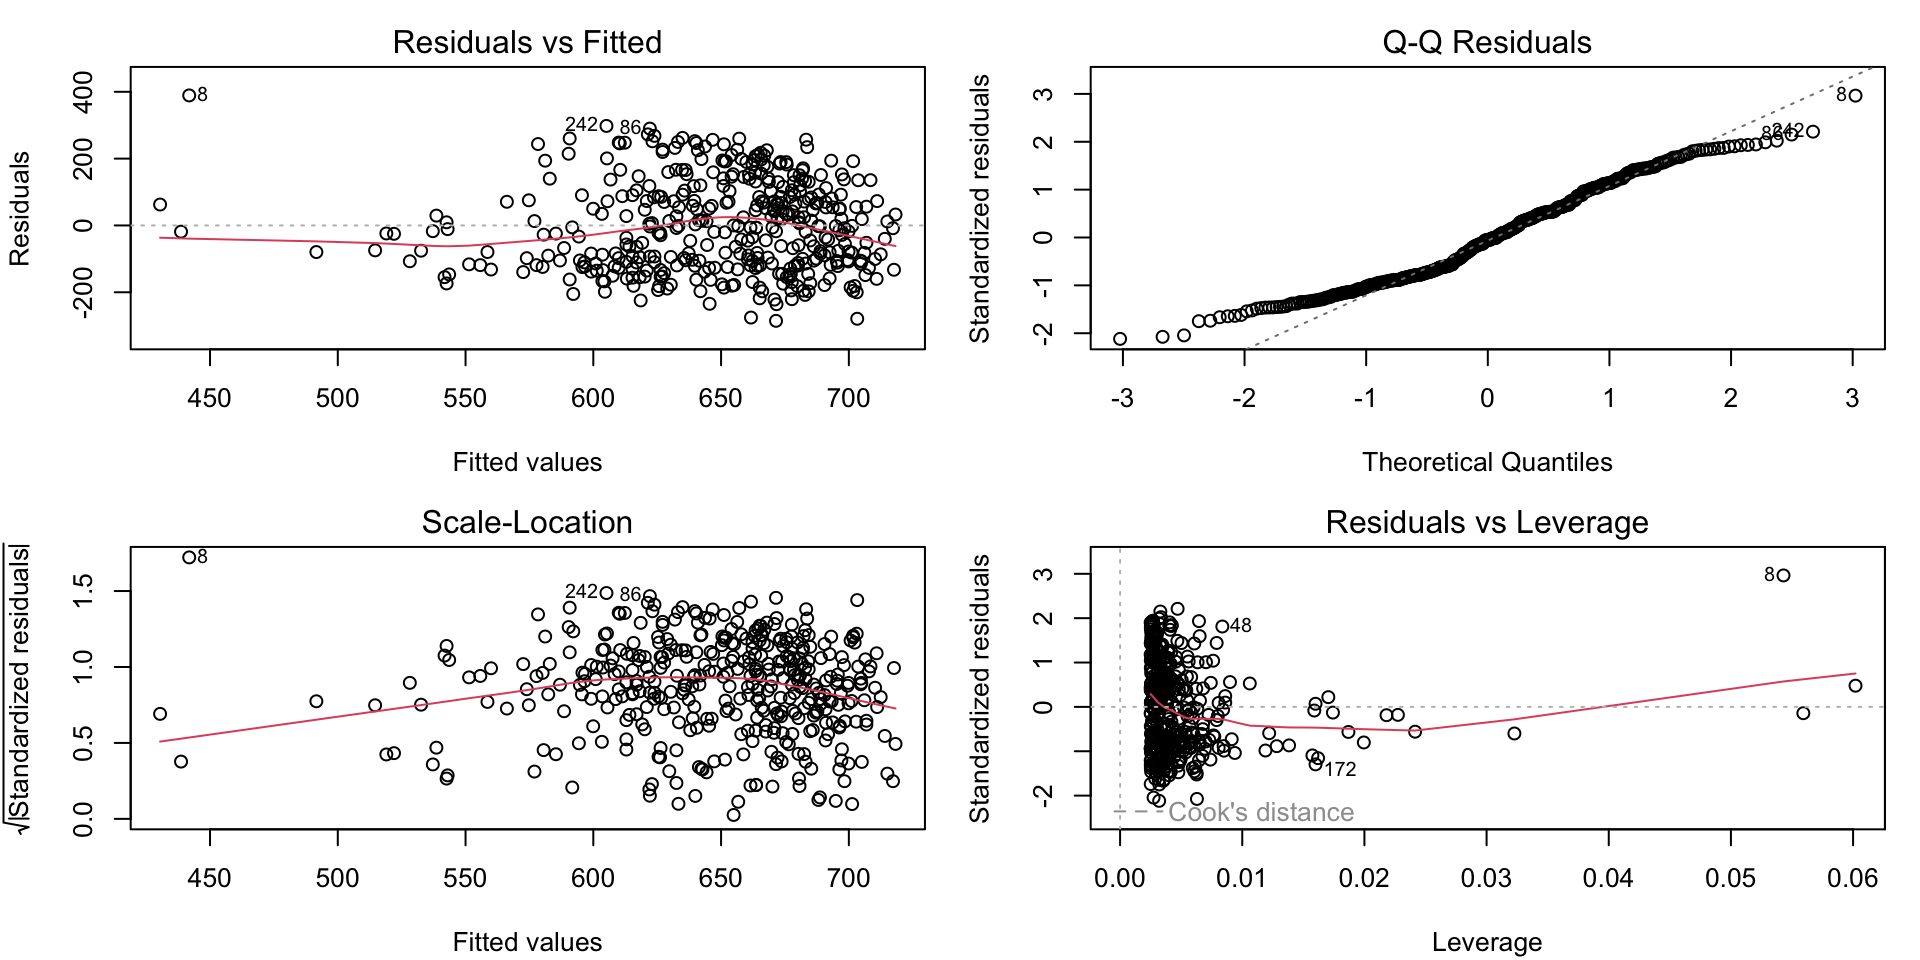 Residuals vs Fitted
Residuals
400
200
0
-200
8
242
86
450 500 550 600 650 700
Fitted values
Q-Q Residuals
Standardized residuals
3
2
1
0
-1
-2
8
86
242
-3 -2 -1 0 1 2 3
Theoretical Quantiles
Scale-Location
√|Standardized residuals|
1.5
1.0
0.5
0.0
8
242
86
450 500 550 600 650 700
Fitted values
Residuals vs Leverage
Standardized residuals
3
2
1
0
-2
8
48
172
Cook's distance
0.00 0.01 0.02 0.03 0.04 0.05 0.06
Leverage